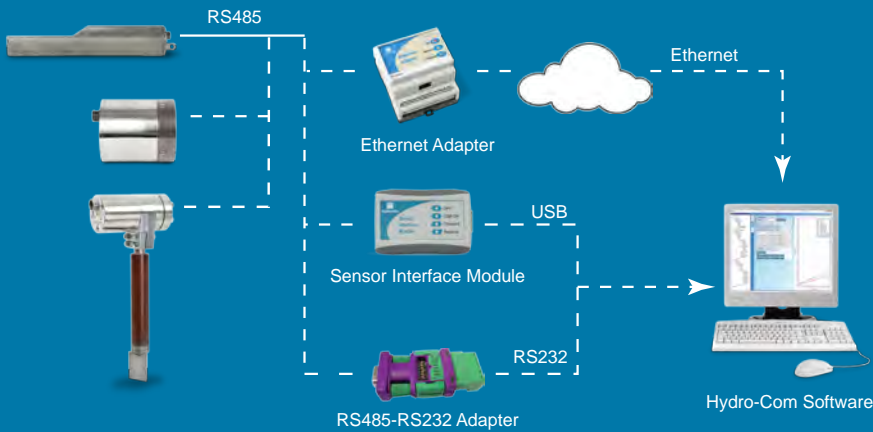 RS485
Ethernet
Ethernet Adapter
USB
Sensor Interface Module
RS232
Hydro-Com Software
RS485-RS232 Adapter